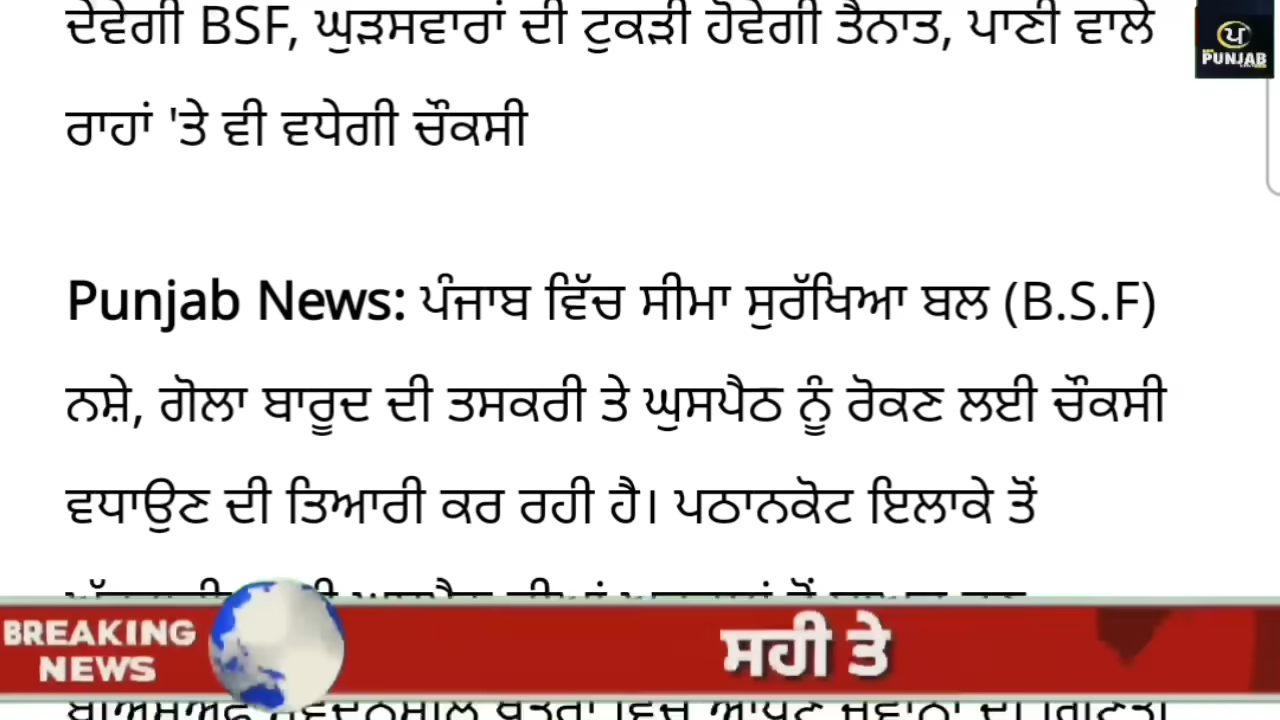 ਦੇਵੇਗੀ BSF, ਘੁੜਸਵਾਰਾਂ ਦੀ ਟੁਕੜੀ ਹੋਵੇਗੀ ਤੈਨਾਤ, ਪਾਣੀ ਵਾਲੇ
ਰਾਹਾਂ 'ਤੇ ਵੀ ਵਧੇਗੀ ਚੌਕਸੀ
ਪ
PUNJAB
Punjab News: ਪੰਜਾਬ ਵਿੱਚ ਸੀਮਾ ਸੁਰੱਖਿਆ ਬਲ (B.S.F)
ਨਸ਼ੇ, ਗੋਲਾ ਬਾਰੂਦ ਦੀ ਤਸਕਰੀ ਤੇ ਘੁਸਪੈਠ ਨੂੰ ਰੋਕਣ ਲਈ ਚੌਕਸੀ
ਵਧਾਉਣ ਦੀ ਤਿਆਰੀ ਕਰ ਰਹੀ ਹੈ। ਪਠਾਨਕੋਟ ਇਲਾਕੇ ਤੋਂ
BREAKING
NEWS
ਸਹੀ ਤੇ